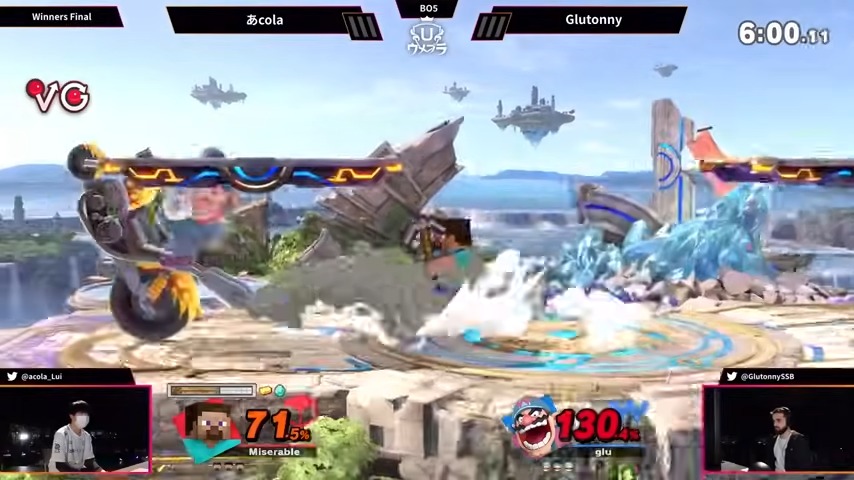 Winners Final
あcola
BO5
Glutonny
U
ウメブラ
6:00.11
VG
@acola_Lui
@GlutonnySSB
71.5%
Miserable
130.4%
glu